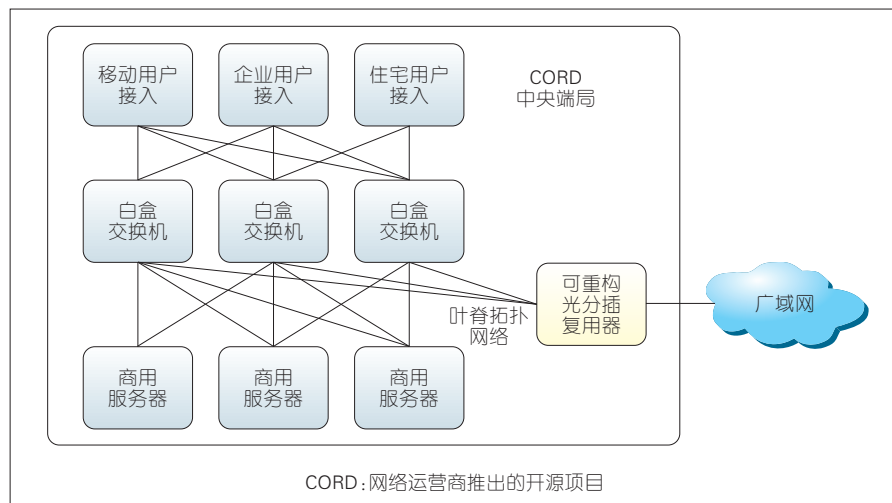 移动用户
接入
企业用户
接入
住宅用户
接入
CORD
中央端局
白盒
交换机
白盒
交换机
白盒
交换机
可重构
光分插
复用器
广域网
叶脊拓扑
网络
商用
服务器
商用
服务器
商用
服务器
CORD:网络运营商推出的开源项目